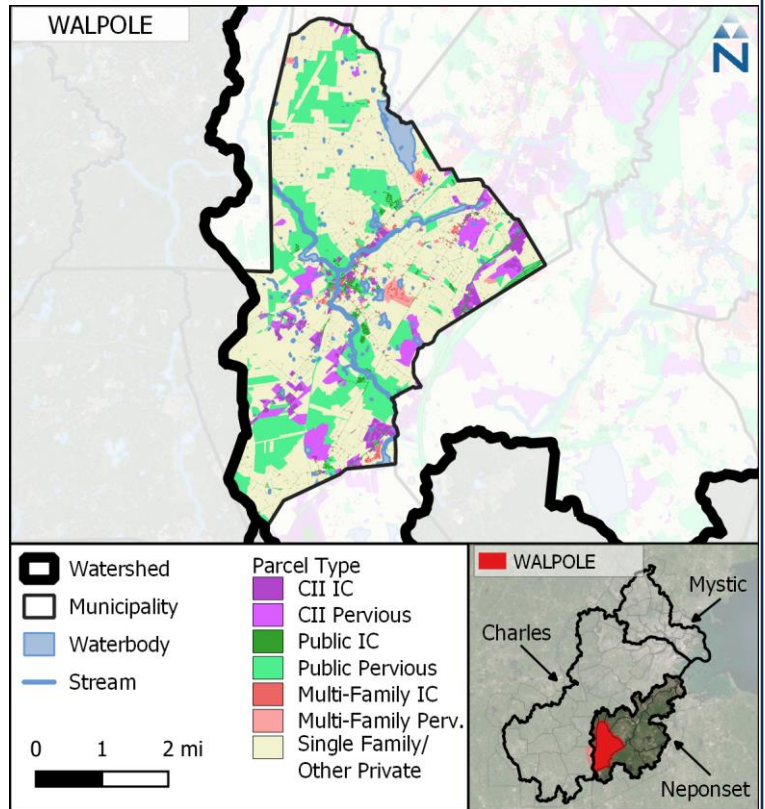 WALPOLE
N
Watershed
Municipality
Waterbody
Stream
0 1 2 mi
Parcel Type
CII IC
CII Pervious
Public IC
Public Pervious
Multi-Family IC
Multi-Family Perv.
Single Family/
Other Private
WALPOLE
Mystic
Charles
Neponset